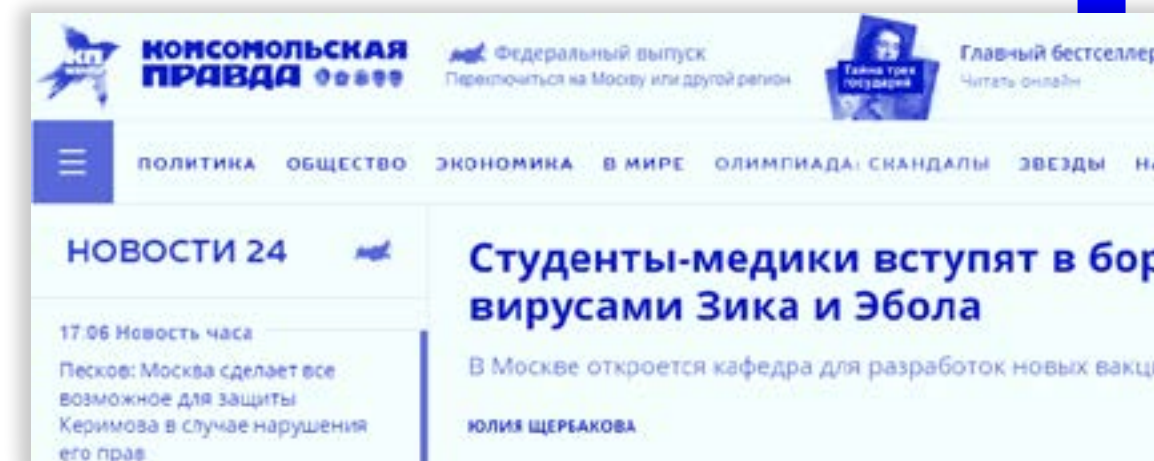 КП
КОМСОМОЛЬСКАЯ
ПРАВДА
Федеральный выпуск
Переключиться на Москву или другой регион
Тайна трех
государей
Главный бестселлер
Читать онлайн
ПОЛИТИКА ОБЩЕСТВО ЭКОНОМИКА В МИРЕ ОЛИМПИАДА: СКАНДАЛЫ ЗВЕЗДЫ НА
НОВОСТИ 24
17:06 Новость часа
Песков: Москва сделает все
возможное для защиты
Керимова в случае нарушения
его прав
Студенты-медики вступят в бор
вирусами Зика и Эбола
В Москве откроется кафедра для разработок новых вакц
ЮЛИЯ ЩЕРБАКОВА